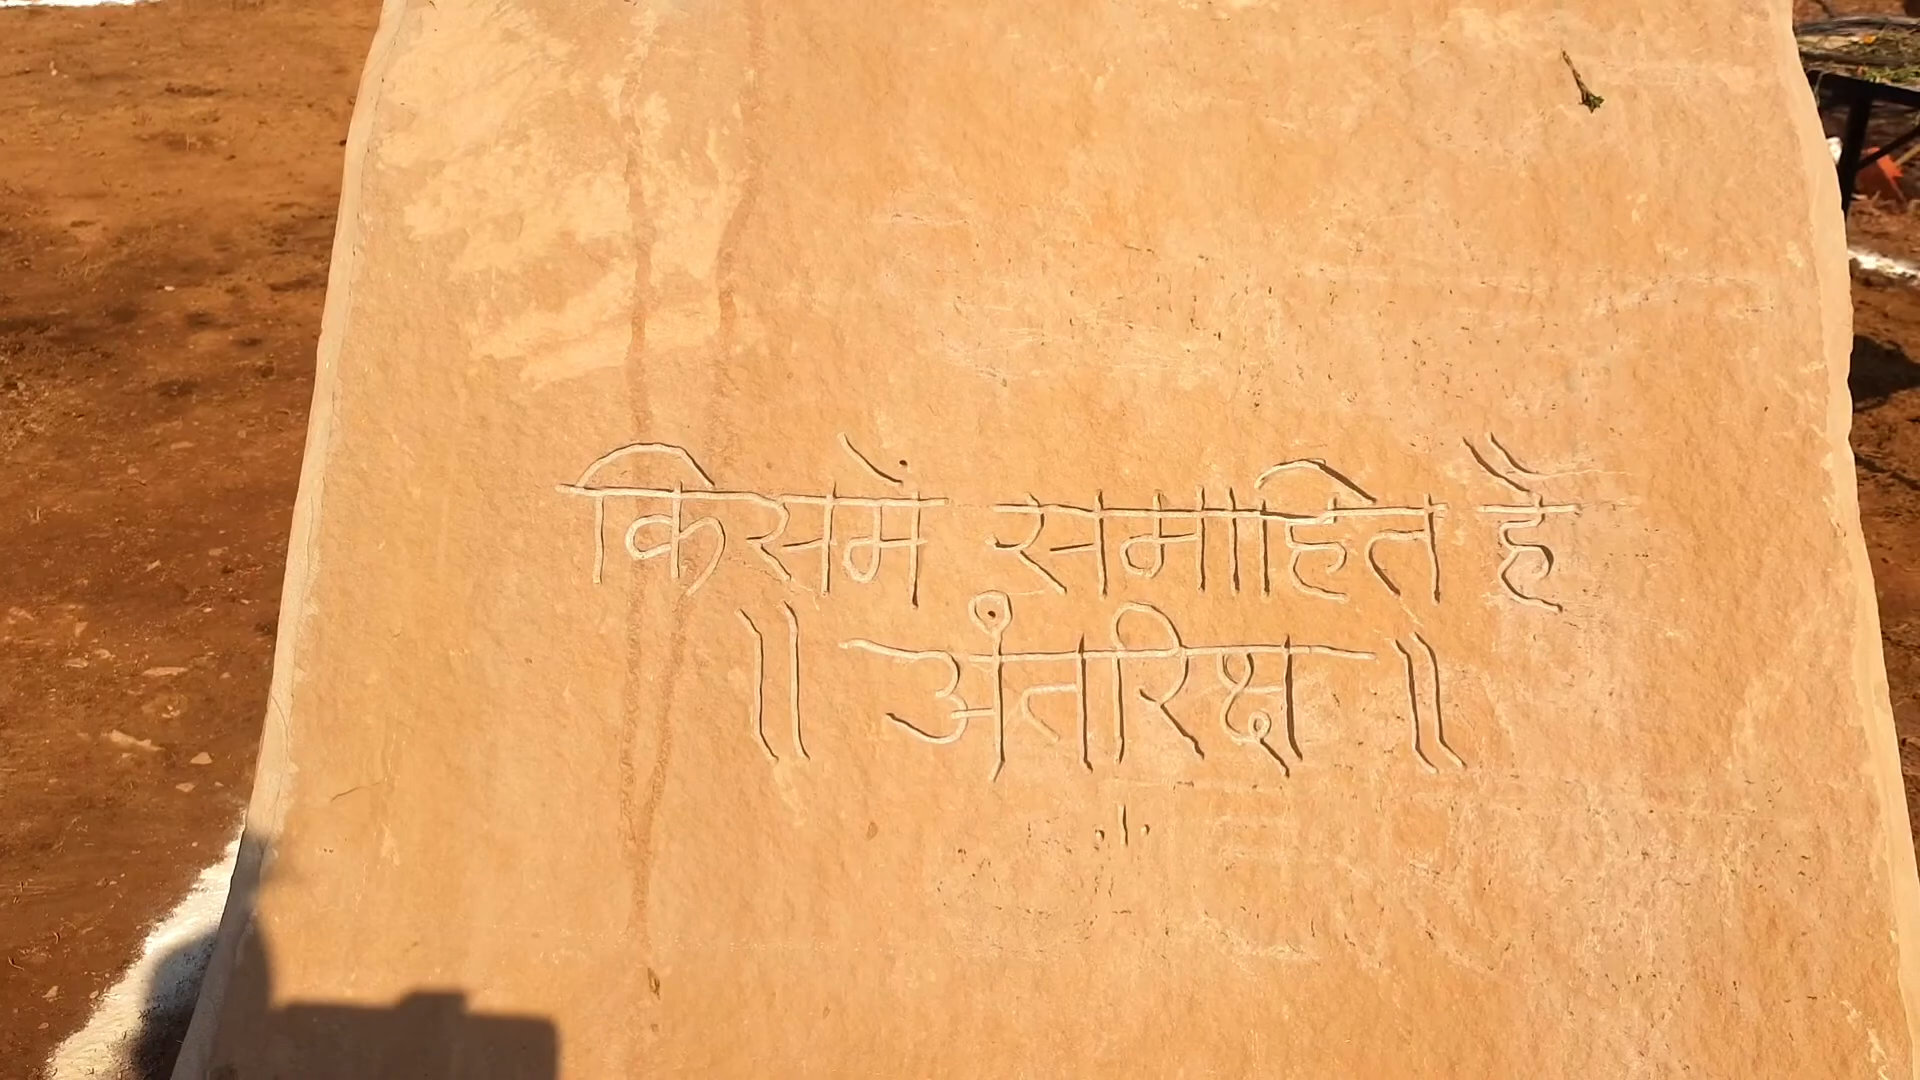 किसमें समाहित है
॥ अंतरिक्ष ॥